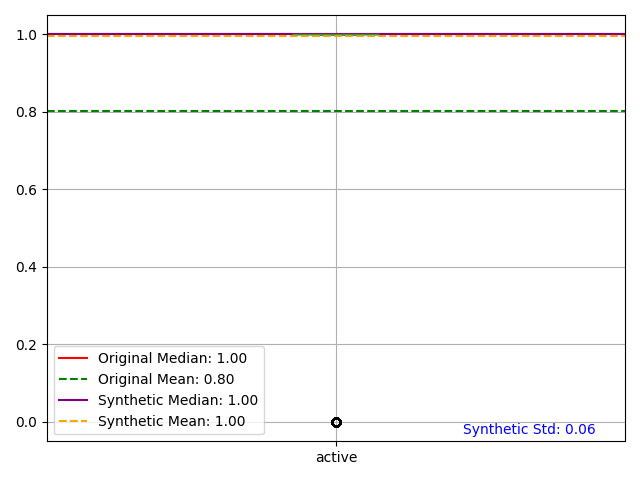 1.0
0.8
0.6
0.4
0.2
0.0
Original Median: 1.00
Original Mean: 0.80
Synthetic Median: 1.00
Synthetic Mean: 1.00
Synthetic Std: 0.06
active